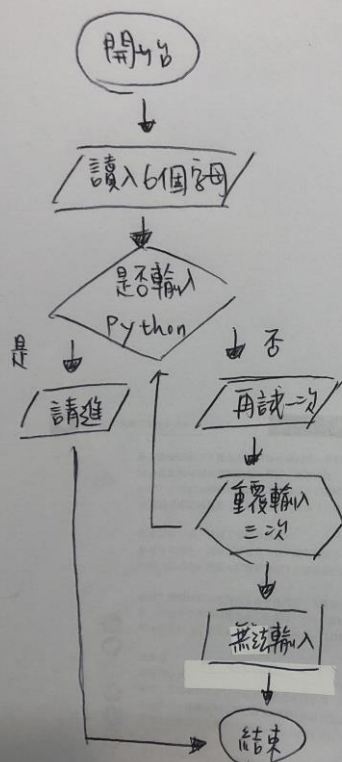 開始
讀入6個字母
是否輸入
Python
是
否
請進
再試一次
重覆輸入
三次
無法輸入
結束